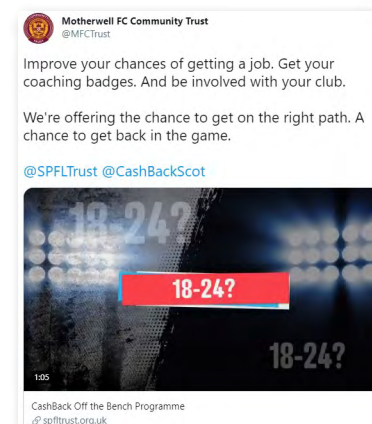 Motherwell FC Community Trust
@MFCTrust
Improve your chances of getting a job. Get your
coaching badges. And be involved with your club.
We're offering the chance to get on the right path. A
chance to get back in the game.
@SPFLTrust @CashBackScot
18-24?
18-24?
18-24?
1:05
CashBack Off the Bench Programme
spfltrust.org.uk